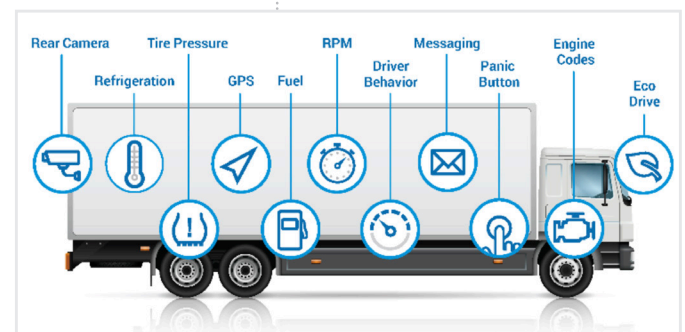 Rear Camera
Tire Pressure
RPM
Messaging
Engine
Codes
Refrigeration
GPS
Fuel
Driver
Behavior
Panic
Button
Eco
Drive